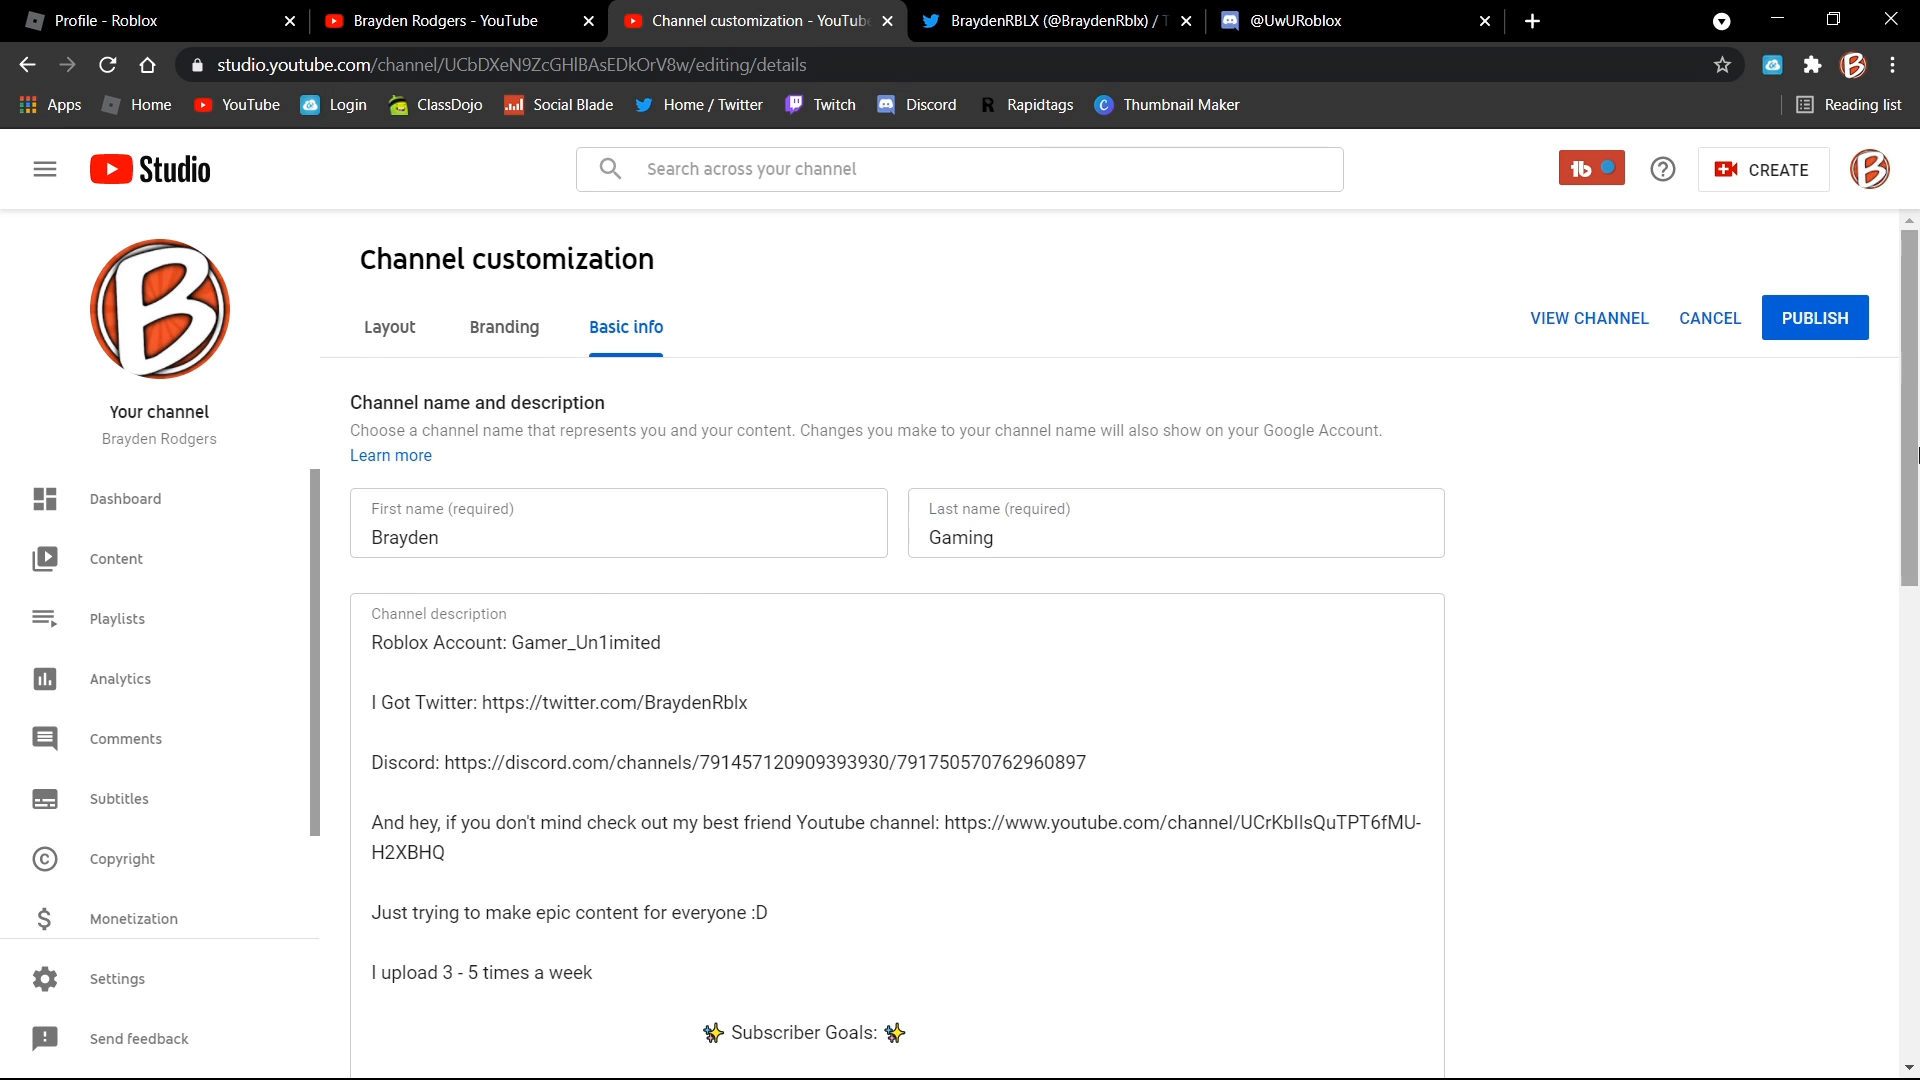 Profile - Roblox
Brayden Rodgers - YouTube
Channel customization - YouTub
BraydenRBLX (@BraydenRblx) / T
@UwURoblox
studio.youtube.com/channel/UCbDXeN9ZcGHlBAsEDkOrV8w/editing/details
Apps
Home
YouTube
Login
ClassDojo
Social Blade
Home / Twitter
Twitch
Discord
R Rapidtags
C Thumbnail Maker
Reading list
Studio
Search across your channel
tb
CREATE
B
B
Your channel
Brayden Rodgers
Dashboard
Content
Playlists
Analytics
Comments
Subtitles
Copyright
Monetization
Settings
Send feedback
Channel customization
Layout
Branding
Basic info
VIEW CHANNEL
CANCEL
PUBLISH
Channel name and description
Choose a channel name that represents you and your content. Changes you make to your channel name will also show on your Google Account.
Learn more
First name (required)
Brayden
Last name (required)
Gaming
Channel description
Roblox Account: Gamer_Un1imited
I Got Twitter: https://twitter.com/BraydenRblx
Discord: https://discord.com/channels/791457120909393930/791750570762960897
And hey, if you don't mind check out my best friend Youtube channel: https://www.youtube.com/channel/UCrKbllsQuTPT6fMU-
H2XBHQ
Just trying to make epic content for everyone :D
I upload 3 - 5 times a week
✨ Subscriber Goals: ✨